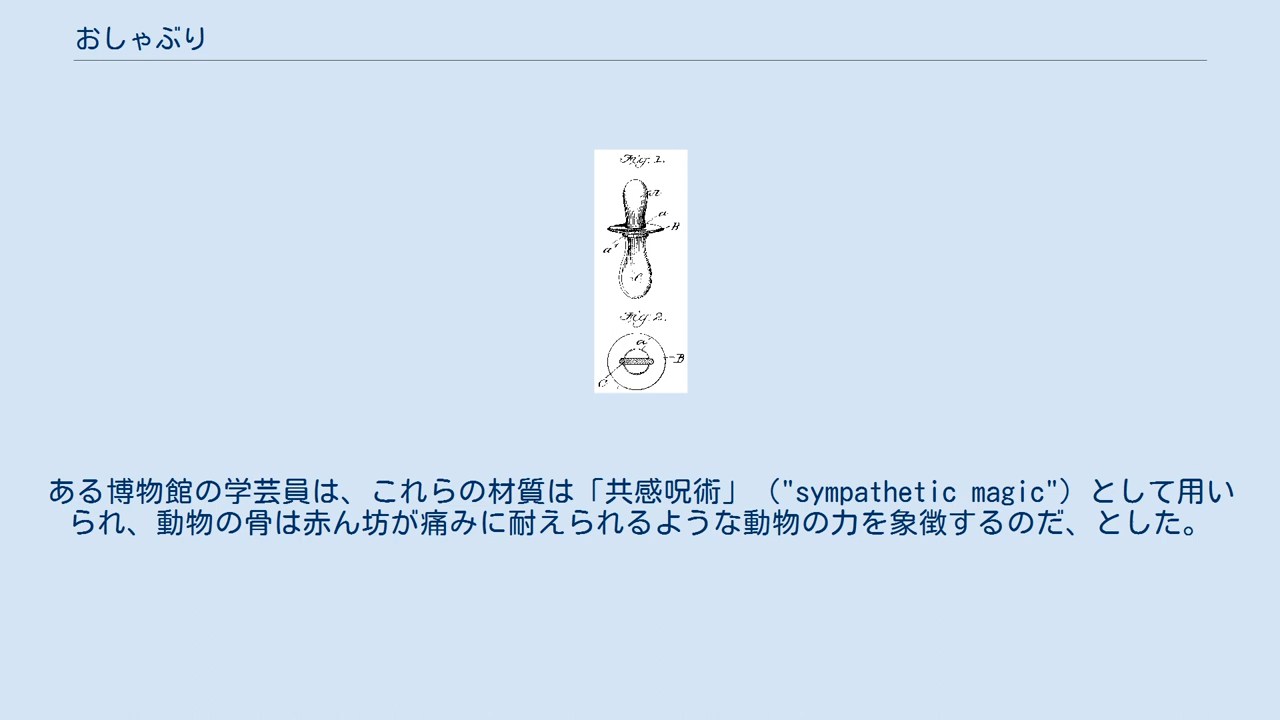 おしゃぶり
Fig. 1.
A
a
B
a'
C
Fig. 2.
a'
B
C
ある博物館の学芸員は、これらの材質は「共感呪術」（"sympathetic magic"）として用い
られ、動物の骨は赤ん坊が痛みに耐えられるような動物の力を象徴するのだ、とした。